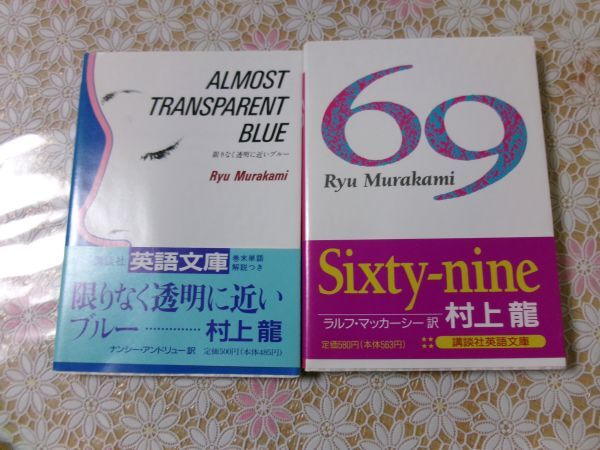 ALMOST
TRANSPARENT
BLUE
限りなく透明に近いブルー
Ryu Murakami
講談社 英語文庫 巻末単語
解説つき
限りなく透明に近い
ブルー…………村上 龍
ナンシー・アンドリュー訳 定価500円(本体485円)
69
Ryu Murakami
Sixty-nine
ラルフ・マッカーシー 訳 村上 龍
定価580円(本体563円) ★★★★ 講談社英語文庫